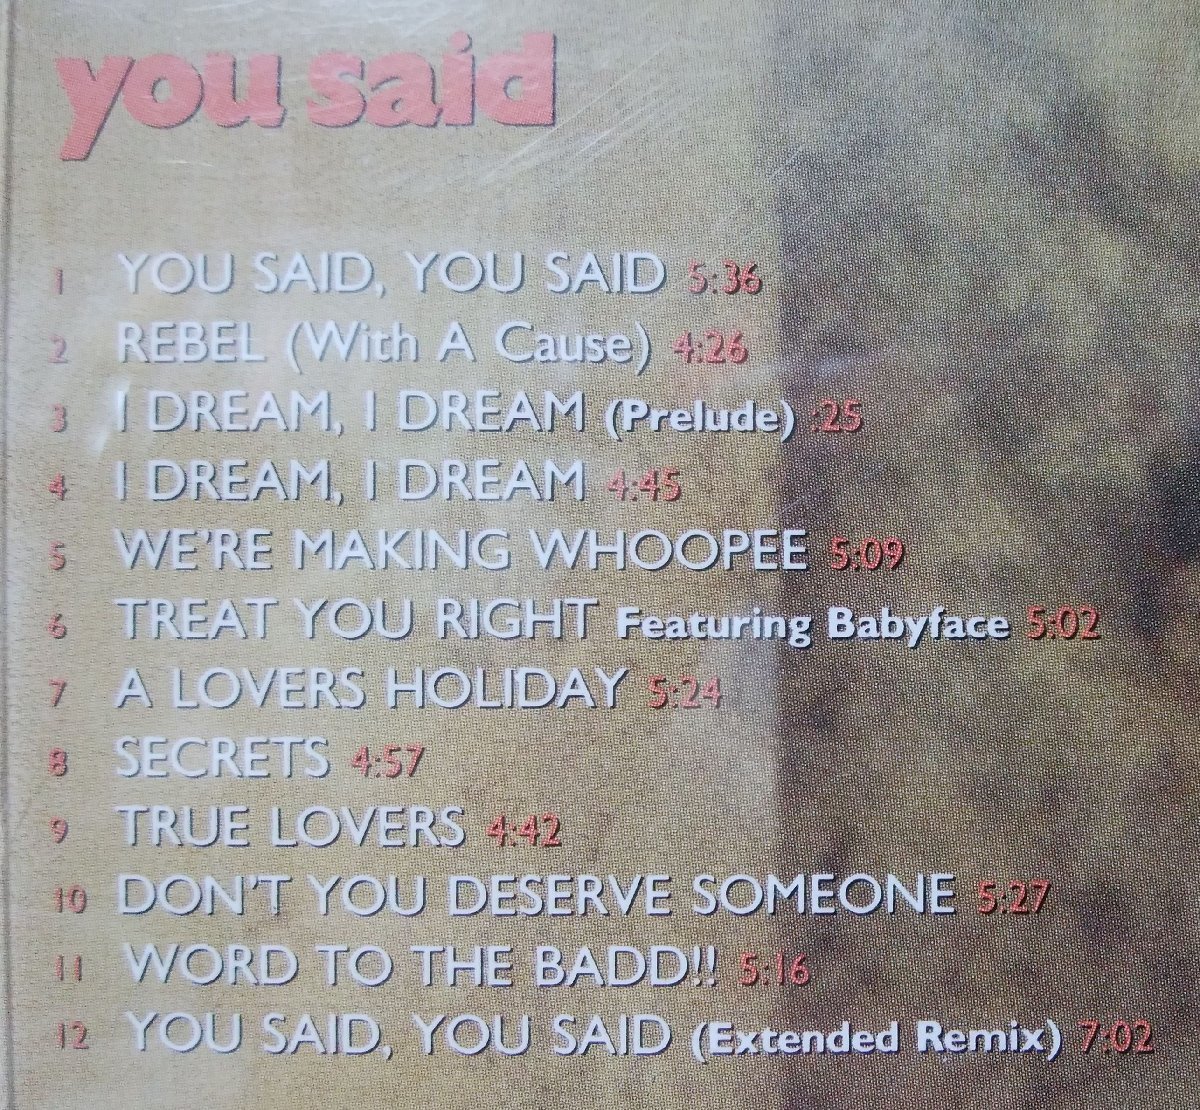 you said
1 YOU SAID, YOU SAID 5:36
2 REBEL (With A Cause) 4:26
3 I DREAM, I DREAM (Prelude) :25
4 I DREAM, I DREAM 4:45
5 WE'RE MAKING WHOOPEE 5:09
6 TREAT YOU RIGHT Featuring Babyface 5:02
7 A LOVERS HOLIDAY 5:24
8 SECRETS 4:57
9 TRUE LOVERS 4:42
10 DON'T YOU DESERVE SOMEONE 5:27
11 WORD TO THE BADD!! 5:16
12 YOU SAID, YOU SAID (Extended Remix) 7:02